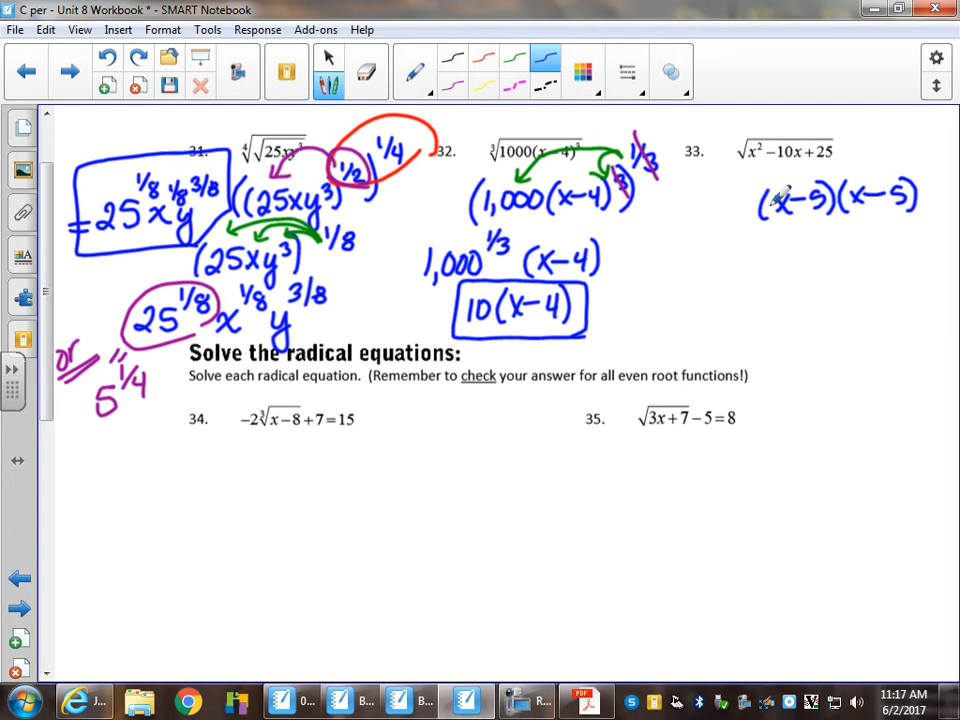 C per - Unit 8 Workbook * - SMART Notebook
File Edit View Insert Format Tools Response Add-ons Help
31. ∜√25xy³
= 25^1/8 x^1/8 y^3/8
((25xy³)^1/2)^1/4
(25xy³)^1/8
25^1/8 x^1/8 y^3/8
or = 5^1/4
32. ∛1000(x−4)³
(1,000(x−4)³)^1/3
1,000^1/3 (x−4)
10(x−4)
33. √x² −10x+25
(x−5)(x−5)
Solve the radical equations:
Solve each radical equation. (Remember to check your answer for all even root functions!)
34. −2∛x−8+7=15
35. √3x+7−5=8
J... 0... B... B... R...
PDF
11:17 AM
6/2/2017